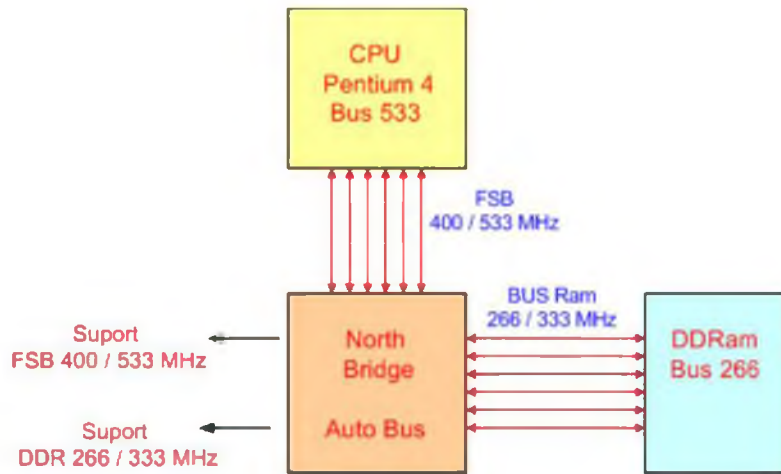 CPU
Pentium 4
Bus 533
FSB
400 / 533 MHz
BUS Ram
266 / 333 MHz
Suport
FSB 400 / 533 MHz
North
Bridge
Auto Bus
DDRam
Bus 266
Suport
DDR 266 / 333 MHz